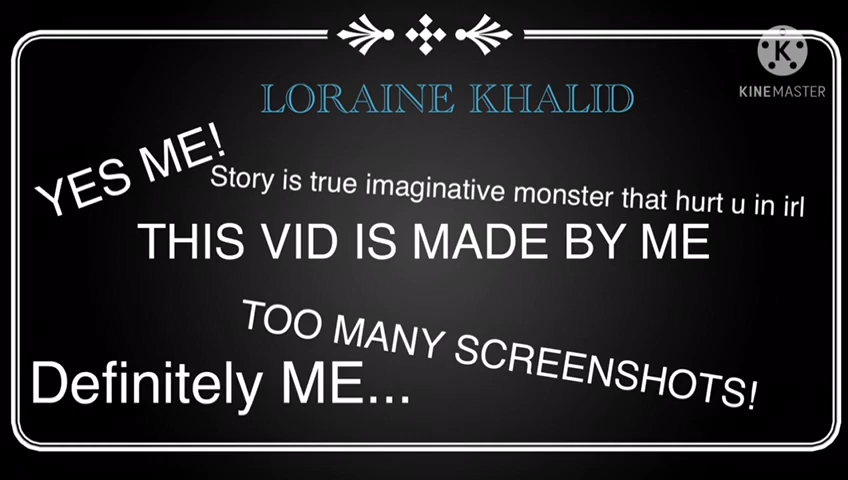 LORAINE KHALID
KINEMASTER
YES ME!
Story is true imaginative monster that hurt u in irl
THIS VID IS MADE BY ME
TOO MANY SCREENSHOTS!
Definitely ME...